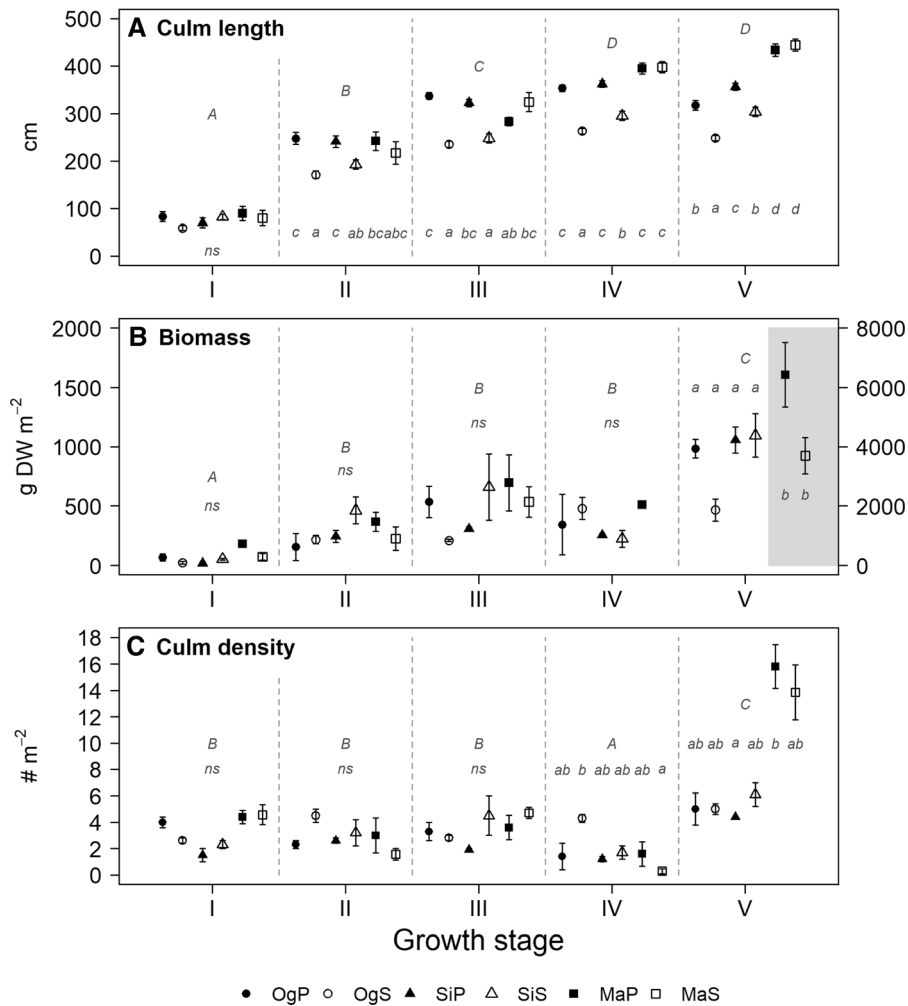 A Culm length
500
400
300
200
100
0
cm
A
B
C
D
D
ns
c a c ab bc abc
c a bc a ab bc
c a c b c c
b a c b d d
I II III IV V
B Biomass
2000
1500
1000
500
0
g DW m−2
8000
6000
4000
2000
0
A
ns
B
ns
B
ns
B
ns
C
a a a a
b b
I II III IV V
C Culm density
18
16
14
12
10
8
6
4
2
0
# m−2
B
ns
B
ns
B
ns
A
ab b ab ab ab a
C
ab ab a ab b ab
I II III IV V
Growth stage
OgP OgS SiP SiS MaP MaS